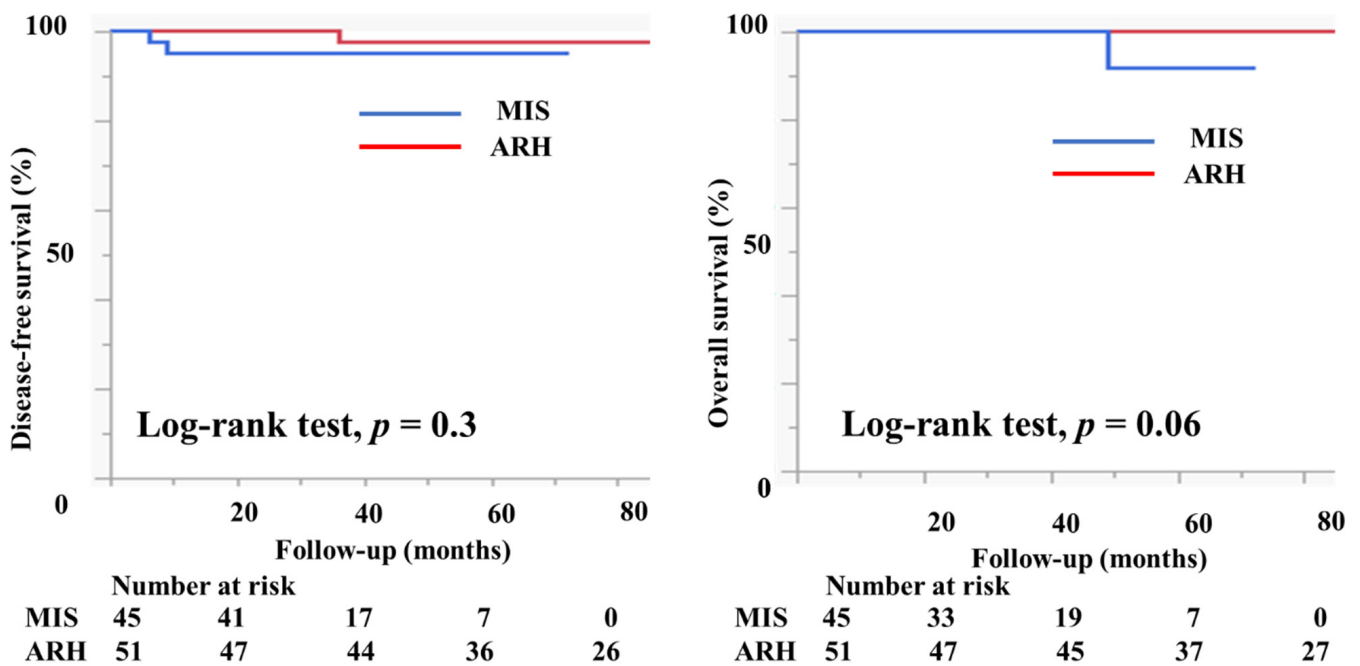 100
MIS
ARH
Disease-free survival (%)
50
Log-rank test, p = 0.3
0
20 40 60 80
Follow-up (months)
Number at risk
MIS 45 41 17 7 0
ARH 51 47 44 36 26
100
MIS
ARH
Overall survival (%)
50
Log-rank test, p = 0.06
0
20 40 60 80
Follow-up (months)
Number at risk
MIS 45 33 19 7 0
ARH 51 47 45 37 27